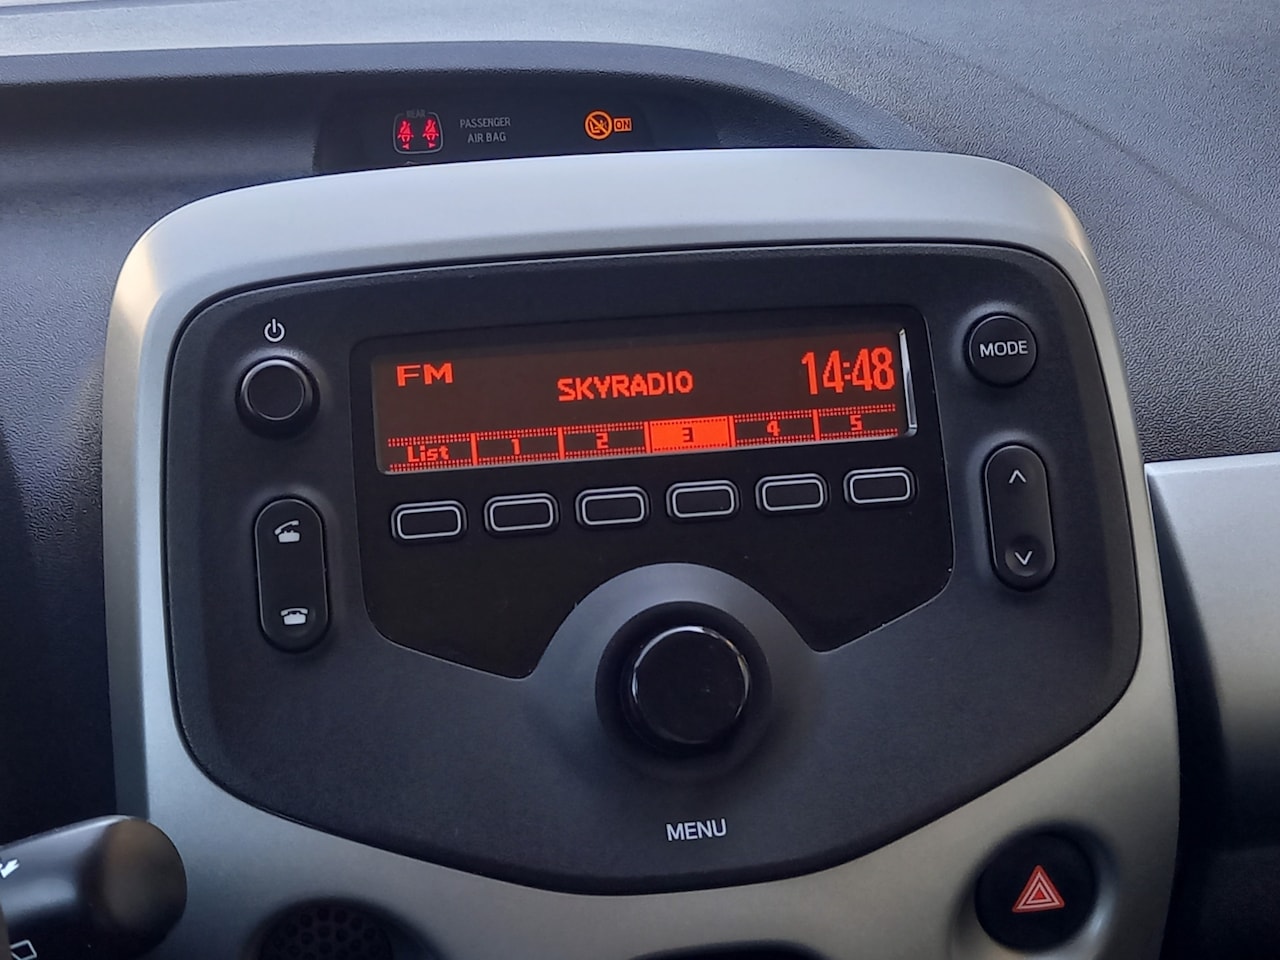 REAR
PASSENGER
AIR BAG
ON
FM
SKYRADIO
14:48
List 1 2 3 4 5
MODE
MENU